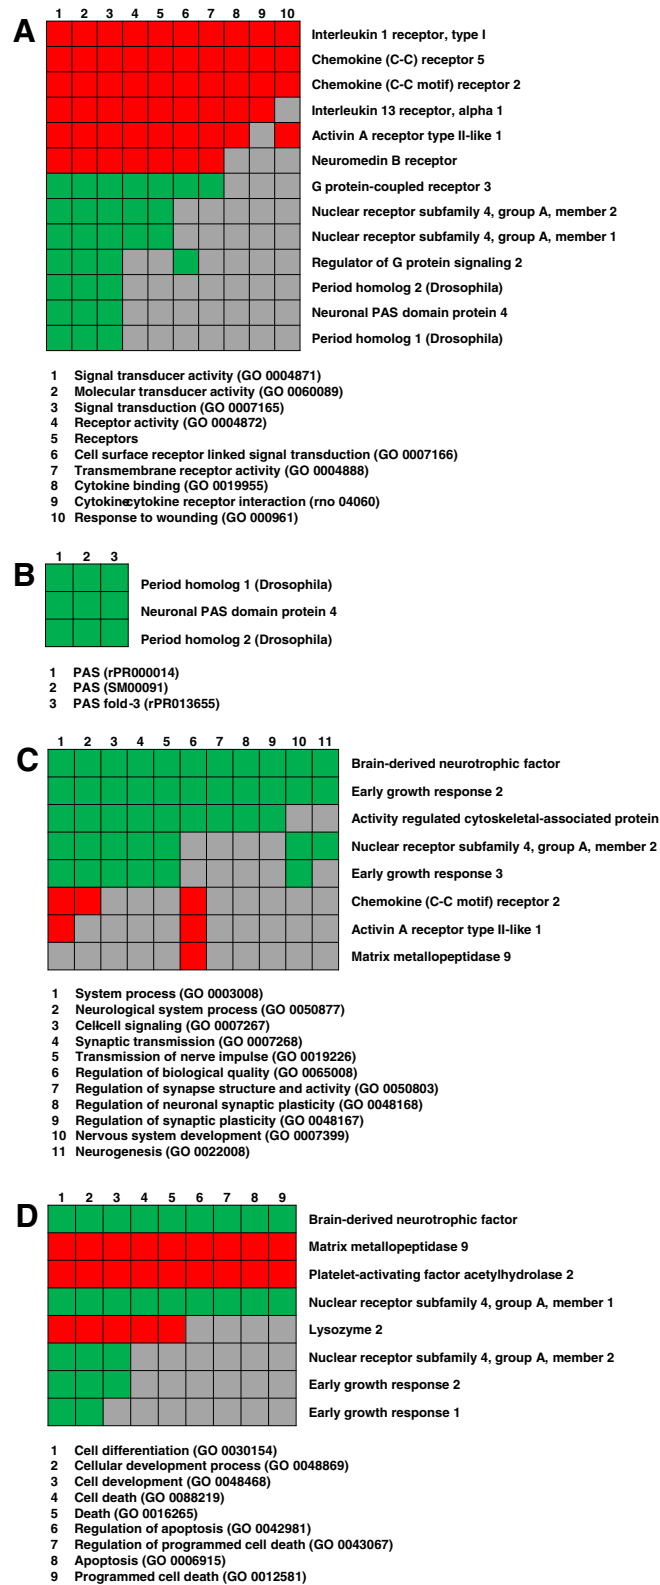 1 2 3 4 5 6 7 8 9 10
A
Interleukin 1 receptor, type I
Chemokine (C-C) receptor 5
Chemokine (C-C motif) receptor 2
Interleukin 13 receptor, alpha 1
Activin A receptor type II-like 1
Neuromedin B receptor
G protein-coupled receptor 3
Nuclear receptor subfamily 4, group A, member 2
Nuclear receptor subfamily 4, group A, member 1
Regulator of G protein signaling 2
Period homolog 2 (Drosophila)
Neuronal PAS domain protein 4
Period homolog 1 (Drosophila)
1 Signal transducer activity (GO 0004871)
2 Molecular transducer activity (GO 0060089)
3 Signal transduction (GO 0007165)
4 Receptor activity (GO 0004872)
5 Receptors
6 Cell surface receptor linked signal transduction (GO 0007166)
7 Transmembrane receptor activity (GO 0004888)
8 Cytokine binding (GO 0019955)
9 Cytokine-cytokine receptor interaction (rno 04060)
10 Response to wounding (GO 000961)
1 2 3
B
Period homolog 1 (Drosophila)
Neuronal PAS domain protein 4
Period homolog 2 (Drosophila)
1 PAS (rPR000014)
2 PAS (SM00091)
3 PAS fold-3 (rPR013655)
1 2 3 4 5 6 7 8 9 10 11
C
Brain-derived neurotrophic factor
Early growth response 2
Activity regulated cytoskeletal-associated protein
Nuclear receptor subfamily 4, group A, member 2
Early growth response 3
Chemokine (C-C motif) receptor 2
Activin A receptor type II-like 1
Matrix metallopeptidase 9
1 System process (GO 0003008)
2 Neurological system process (GO 0050877)
3 Cell-cell signaling (GO 0007267)
4 Synaptic transmission (GO 0007268)
5 Transmission of nerve impulse (GO 0019226)
6 Regulation of biological quality (GO 0065008)
7 Regulation of synapse structure and activity (GO 0050803)
8 Regulation of neuronal synaptic plasticity (GO 0048168)
9 Regulation of synaptic plasticity (GO 0048167)
10 Nervous system development (GO 0007399)
11 Neurogenesis (GO 0022008)
1 2 3 4 5 6 7 8 9
D
Brain-derived neurotrophic factor
Matrix metallopeptidase 9
Platelet-activating factor acetylhydrolase 2
Nuclear receptor subfamily 4, group A, member 1
Lysozyme 2
Nuclear receptor subfamily 4, group A, member 2
Early growth response 2
Early growth response 1
1 Cell differentiation (GO 0030154)
2 Cellular development process (GO 0048869)
3 Cell development (GO 0048468)
4 Cell death (GO 0088219)
5 Death (GO 0016265)
6 Regulation of apoptosis (GO 0042981)
7 Regulation of programmed cell death (GO 0043067)
8 Apoptosis (GO 0006915)
9 Programmed cell death (GO 0012581)